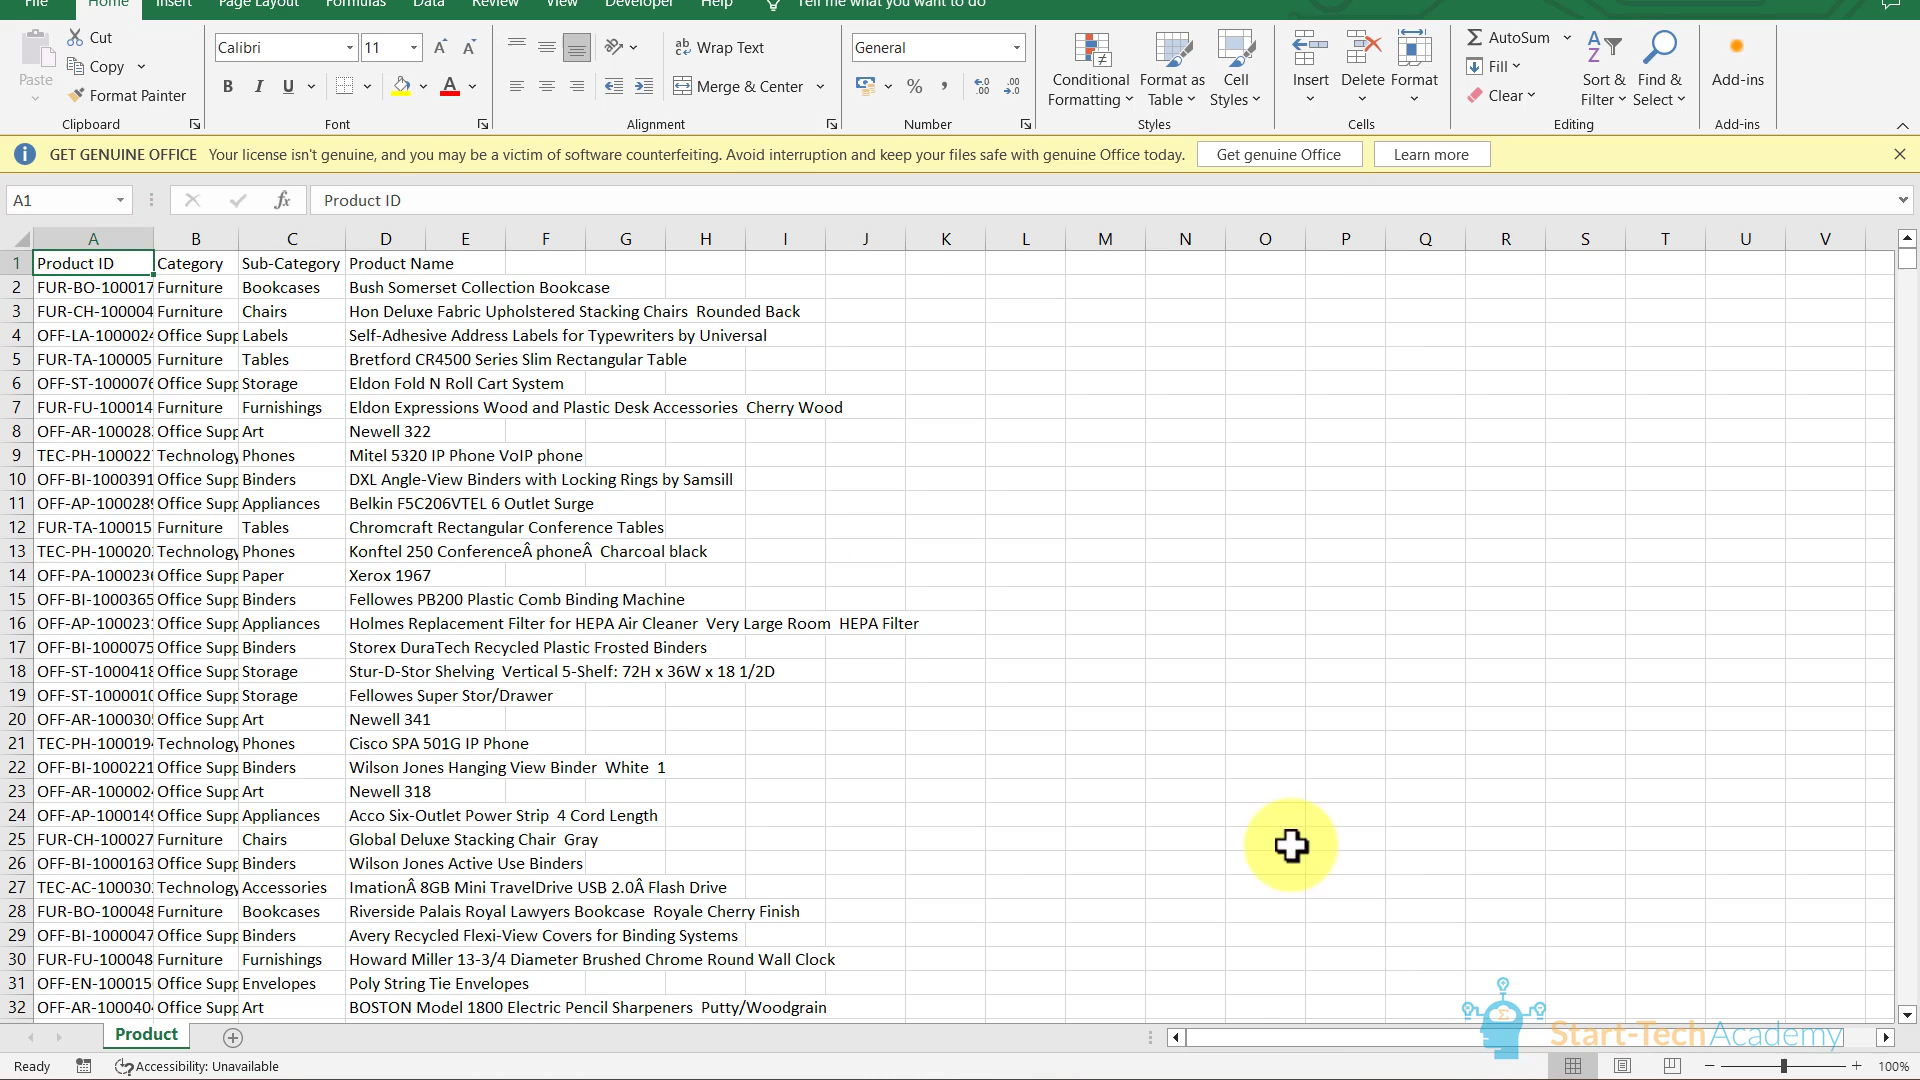 File Home Insert Page Layout Formulas Data Review View Developer Help Tell me what you want to do
Paste Cut Copy Format Painter Clipboard
Calibri 11 B I U A Font
Wrap Text Merge & Center Alignment
General % , Number
Conditional Formatting Format as Table Cell Styles Styles
Insert Delete Format Cells
AutoSum Fill Clear Sort & Filter Find & Select Editing
Add-ins Add-ins
GET GENUINE OFFICE Your license isn't genuine, and you may be a victim of software counterfeiting. Avoid interruption and keep your files safe with genuine Office today. Get genuine Office Learn more
A1 fx Product ID
A B C D E F G H I J K L M N O P Q R S T U V
1 Product ID Category Sub-Category Product Name
2 FUR-BO-100017 Furniture Bookcases Bush Somerset Collection Bookcase
3 FUR-CH-100004 Furniture Chairs Hon Deluxe Fabric Upholstered Stacking Chairs  Rounded Back
4 OFF-LA-1000024 Office Supp Labels Self-Adhesive Address Labels for Typewriters by Universal
5 FUR-TA-100005 Furniture Tables Bretford CR4500 Series Slim Rectangular Table
6 OFF-ST-1000076 Office Supp Storage Eldon Fold N Roll Cart System
7 FUR-FU-100014 Furniture Furnishings Eldon Expressions Wood and Plastic Desk Accessories  Cherry Wood
8 OFF-AR-100028 Office Supp Art Newell 322
9 TEC-PH-100022 Technology Phones Mitel 5320 IP Phone VoIP phone
10 OFF-BI-1000391 Office Supp Binders DXL Angle-View Binders with Locking Rings by Samsill
11 OFF-AP-100028 Office Supp Appliances Belkin F5C206VTEL 6 Outlet Surge
12 FUR-TA-100015 Furniture Tables Chromcraft Rectangular Conference Tables
13 TEC-PH-100020 Technology Phones Konftel 250 ConferenceÂ phoneÂ  Charcoal black
14 OFF-PA-100023 Office Supp Paper Xerox 1967
15 OFF-BI-1000365 Office Supp Binders Fellowes PB200 Plastic Comb Binding Machine
16 OFF-AP-100023 Office Supp Appliances Holmes Replacement Filter for HEPA Air Cleaner  Very Large Room  HEPA Filter
17 OFF-BI-1000075 Office Supp Binders Storex DuraTech Recycled Plastic Frosted Binders
18 OFF-ST-1000418 Office Supp Storage Stur-D-Stor Shelving  Vertical 5-Shelf: 72H x 36W x 18 1/2D
19 OFF-ST-100010 Office Supp Storage Fellowes Super Stor/Drawer
20 OFF-AR-100030 Office Supp Art Newell 341
21 TEC-PH-100019 Technology Phones Cisco SPA 501G IP Phone
22 OFF-BI-1000221 Office Supp Binders Wilson Jones Hanging View Binder  White  1
23 OFF-AR-100002 Office Supp Art Newell 318
24 OFF-AP-100014 Office Supp Appliances Acco Six-Outlet Power Strip  4 Cord Length
25 FUR-CH-100027 Furniture Chairs Global Deluxe Stacking Chair  Gray
26 OFF-BI-1000163 Office Supp Binders Wilson Jones Active Use Binders
27 TEC-AC-100030 Technology Accessories ImationÂ 8GB Mini TravelDrive USB 2.0Â Flash Drive
28 FUR-BO-100048 Furniture Bookcases Riverside Palais Royal Lawyers Bookcase  Royale Cherry Finish
29 OFF-BI-1000047 Office Supp Binders Avery Recycled Flexi-View Covers for Binding Systems
30 FUR-FU-100048 Furniture Furnishings Howard Miller 13-3/4 Diameter Brushed Chrome Round Wall Clock
31 OFF-EN-100015 Office Supp Envelopes Poly String Tie Envelopes
32 OFF-AR-100040 Office Supp Art BOSTON Model 1800 Electric Pencil Sharpeners  Putty/Woodgrain
Product
Start-Tech Academy
Ready Accessibility: Unavailable 100%